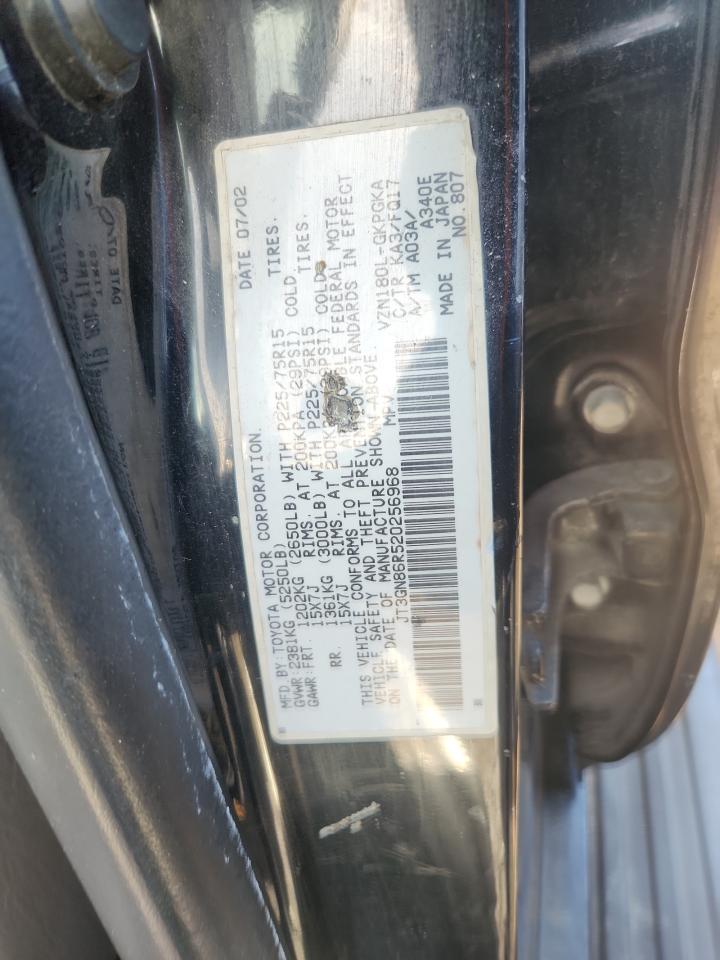 MFD.BY:TOYOTA MOTOR CORPORATION. DATE 07/02
GVWR:2381KG (5250LB)
GAWR:FRT. 1202KG (2650LB) WITH P225/75R15 TIRES.
15X7J RIMS. AT 200KPA (29PSI) COLD
RR. 1361KG (3000LB) WITH P225/75R15 TIRES.
15X7J RIMS. AT 200KPA PSI) COLD
THIS VEHICLE CONFORMS TO ALL FEDERAL MOTOR
VEHICLE SAFETY AND THEFT STANDARDS IN EFFECT
ON THE DATE OF MANUFACTURE SHOWN ABOVE.
JT3GN86R520256968 MPV VZN180L-GKPGKA
C/TR KA3/FQ17
A/TM A03A/
A340E
MADE IN JAPAN
NO.807